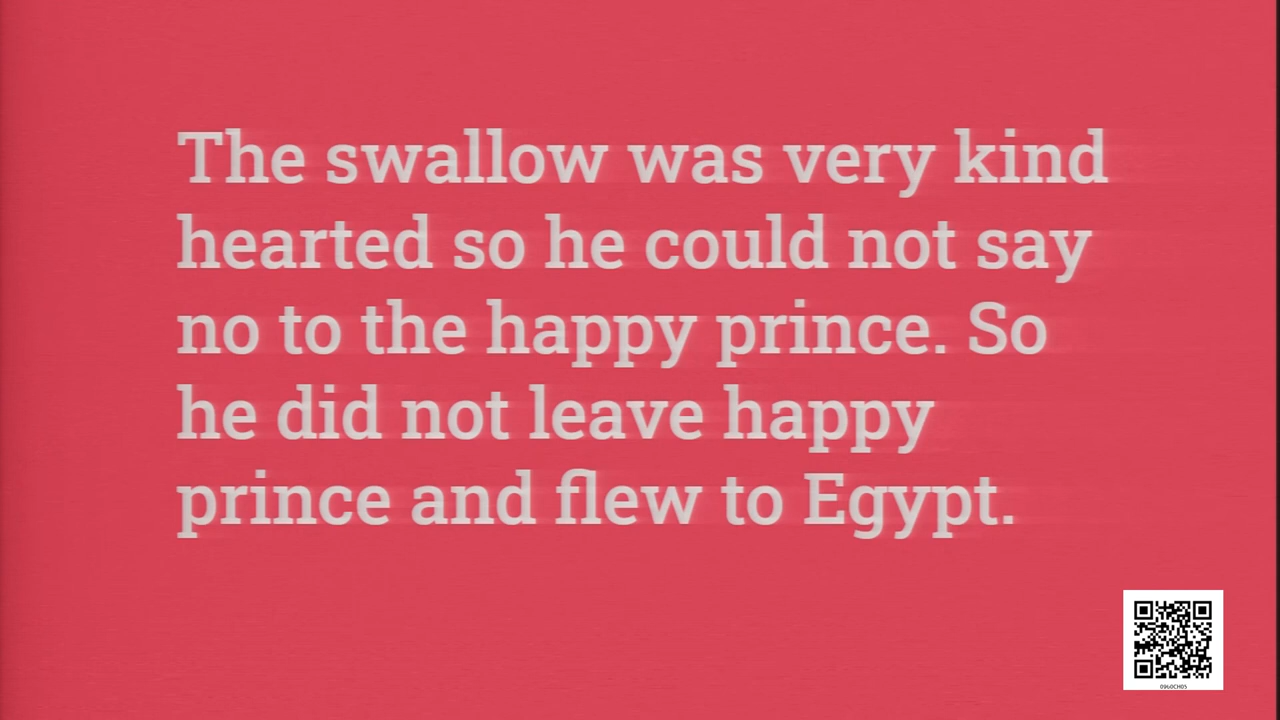 The swallow was very kind
hearted so he could not say
no to the happy prince. So
he did not leave happy
prince and flew to Egypt.
0960CH05